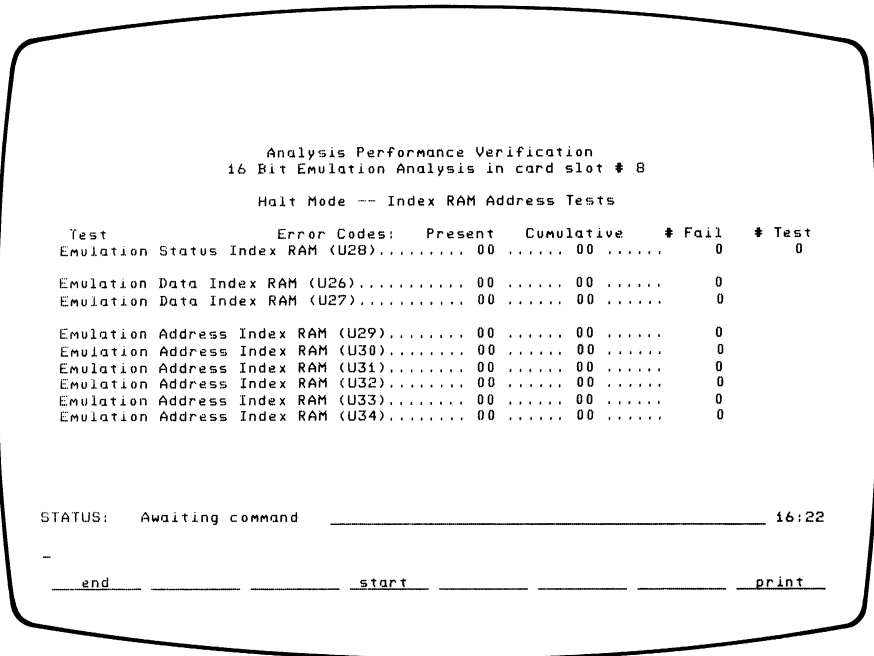 Analysis Performance Verification
16 Bit Emulation Analysis in card slot # 8
Halt Mode -- Index RAM Address Tests
Test Error Codes: Present Cumulative # Fail # Test
Emulation Status Index RAM (U28)......... 00 ...... 00 ...... 0 0
Emulation Data Index RAM (U26)........... 00 ...... 00 ...... 0
Emulation Data Index RAM (U27)........... 00 ...... 00 ...... 0
Emulation Address Index RAM (U29)........ 00 ...... 00 ...... 0
Emulation Address Index RAM (U30)........ 00 ...... 00 ...... 0
Emulation Address Index RAM (U31)........ 00 ...... 00 ...... 0
Emulation Address Index RAM (U32)........ 00 ...... 00 ...... 0
Emulation Address Index RAM (U33)........ 00 ...... 00 ...... 0
Emulation Address Index RAM (U34)........ 00 ...... 00 ...... 0
STATUS: Awaiting command 16:22
end start print